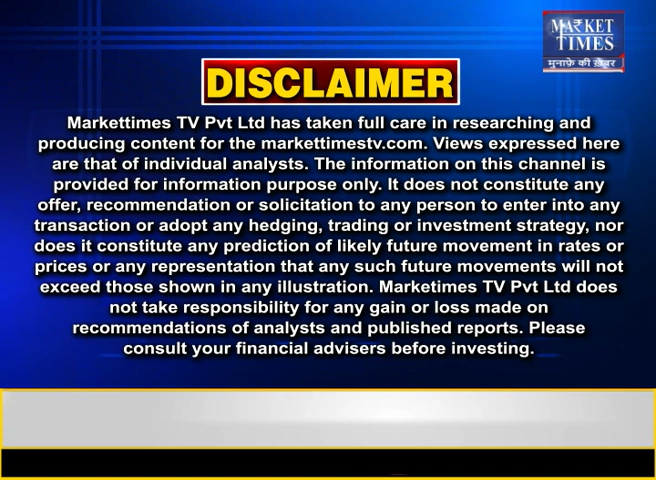 MA₹KET
TIMES
मुनाफ़े की ख़बर
DISCLAIMER
Markettimes TV Pvt Ltd has taken full care in researching and
producing content for the markettimestv.com. Views expressed here
are that of individual analysts. The information on this channel is
provided for information purpose only. It does not constitute any
offer, recommendation or solicitation to any person to enter into any
transaction or adopt any hedging, trading or investment strategy, nor
does it constitute any prediction of likely future movement in rates or
prices or any representation that any such future movements will not
exceed those shown in any illustration. Marketimes TV Pvt Ltd does
not take responsibility for any gain or loss made on
recommendations of analysts and published reports. Please
consult your financial advisers before investing.